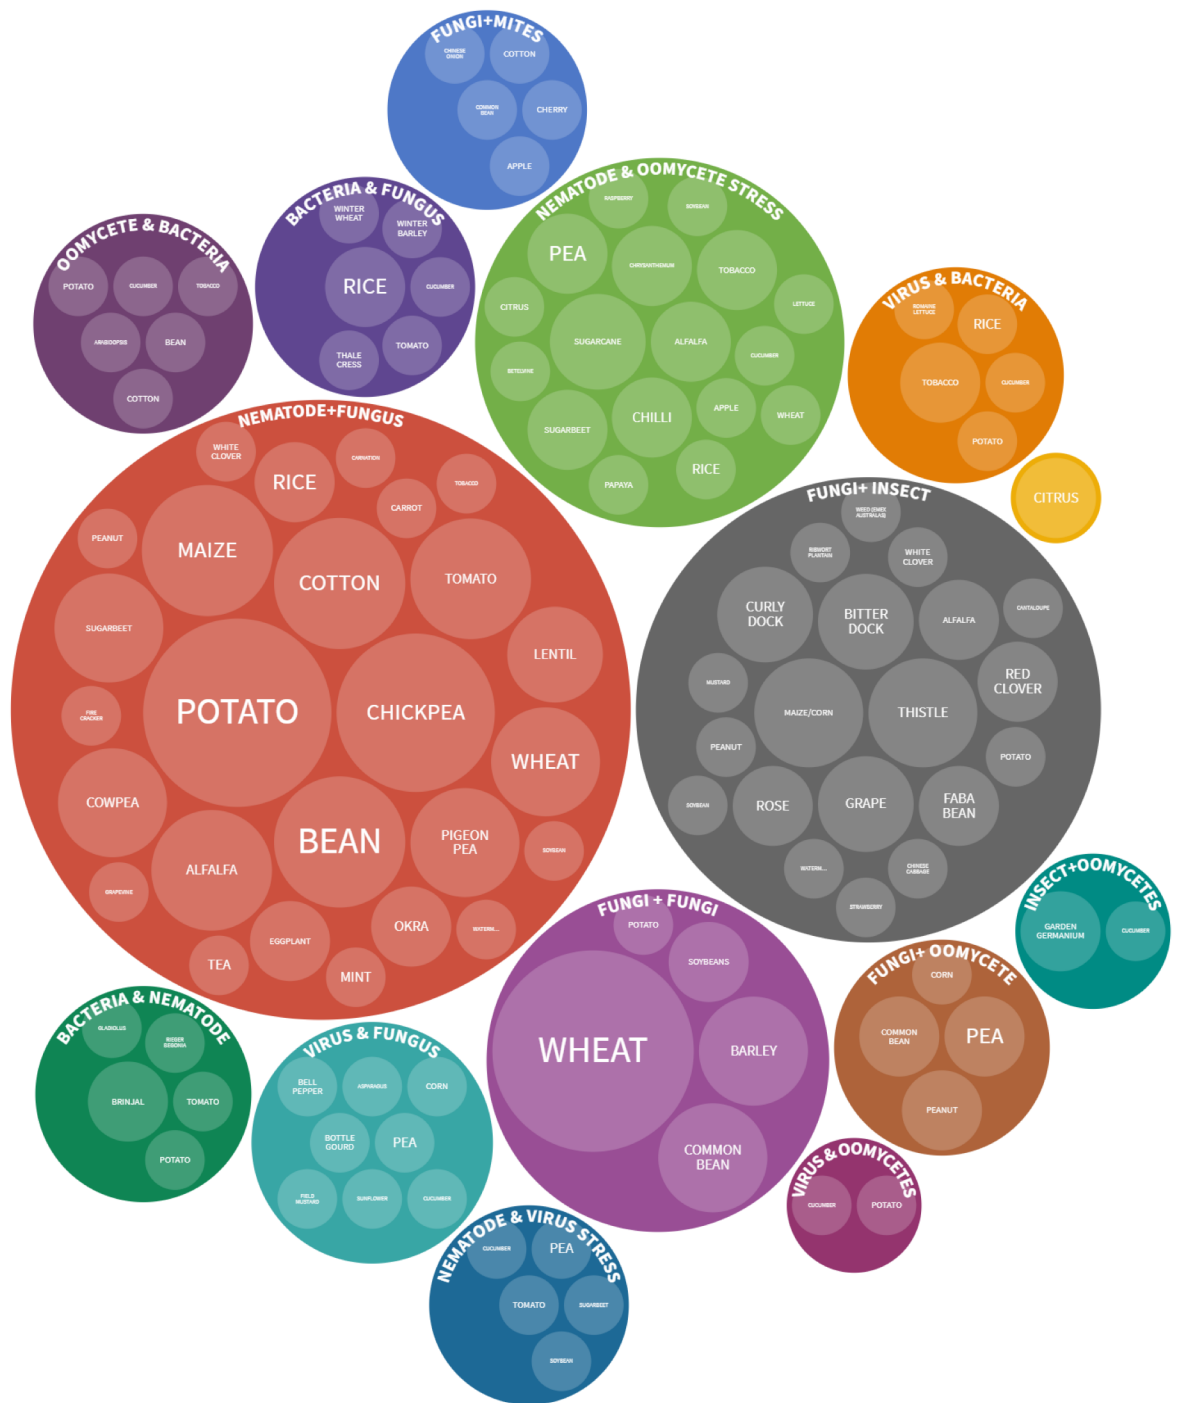 FUNGI+MITES
CHINESE
ONION
COTTON
COMMON
BEAN
CHERRY
APPLE
BACTERIA & FUNGUS
WINTER
WHEAT
WINTER
BARLEY
RICE
CUCUMBER
THALE
CRESS
TOMATO
NEMATODE & OOMYCETE STRESS
RASPBERRY
SOYBEAN
PEA
CHRYSANTHEMUM
TOBACCO
CITRUS
LETTUCE
SUGARCANE
ALFALFA
CUCUMBER
BETELVINE
SUGARBEET
CHILLI
APPLE
WHEAT
PAPAYA
RICE
OOMYCETE & BACTERIA
POTATO
CUCUMBER
TOBACCO
ARABIDOPSIS
BEAN
COTTON
VIRUS & BACTERIA
ROMAINE
LETTUCE
RICE
TOBACCO
CUCUMBER
POTATO
CITRUS
NEMATODE+FUNGUS
WHITE
CLOVER
RICE
CARNATION
TOBACCO
CARROT
PEANUT
MAIZE
COTTON
TOMATO
SUGARBEET
LENTIL
POTATO
CHICKPEA
FIRE
CRACKER
WHEAT
COWPEA
BEAN
PIGEON
PEA
SOYBEAN
ALFALFA
GRAPEVINE
EGGPLANT
OKRA
WATERM...
TEA
MINT
FUNGI+ INSECT
WEED (EMEX
AUSTRALIS)
RIBWORT
PLANTAIN
WHITE
CLOVER
CURLY
DOCK
BITTER
DOCK
ALFALFA
CANTALOUPE
MUSTARD
MAIZE/CORN
THISTLE
RED
CLOVER
PEANUT
POTATO
SOYBEAN
ROSE
GRAPE
FABA
BEAN
WATERM...
CHINESE
CABBAGE
STRAWBERRY
INSECT+OOMYCETES
GARDEN
GERMANIUM
CUCUMBER
FUNGI + FUNGI
POTATO
SOYBEANS
WHEAT
BARLEY
COMMON
BEAN
FUNGI+ OOMYCETE
CORN
COMMON
BEAN
PEA
PEANUT
BACTERIA & NEMATODE
GLADIOLUS
RIEGER
BEGONIA
BRINJAL
TOMATO
POTATO
VIRUS & FUNGUS
BELL
PEPPER
ASPARAGUS
CORN
BOTTLE
GOURD
PEA
FIELD
MUSTARD
SUNFLOWER
CUCUMBER
VIRUS & OOMYCETES
CUCUMBER
POTATO
NEMATODE & VIRUS STRESS
CUCUMBER
PEA
TOMATO
SUGARBEET
SOYBEAN